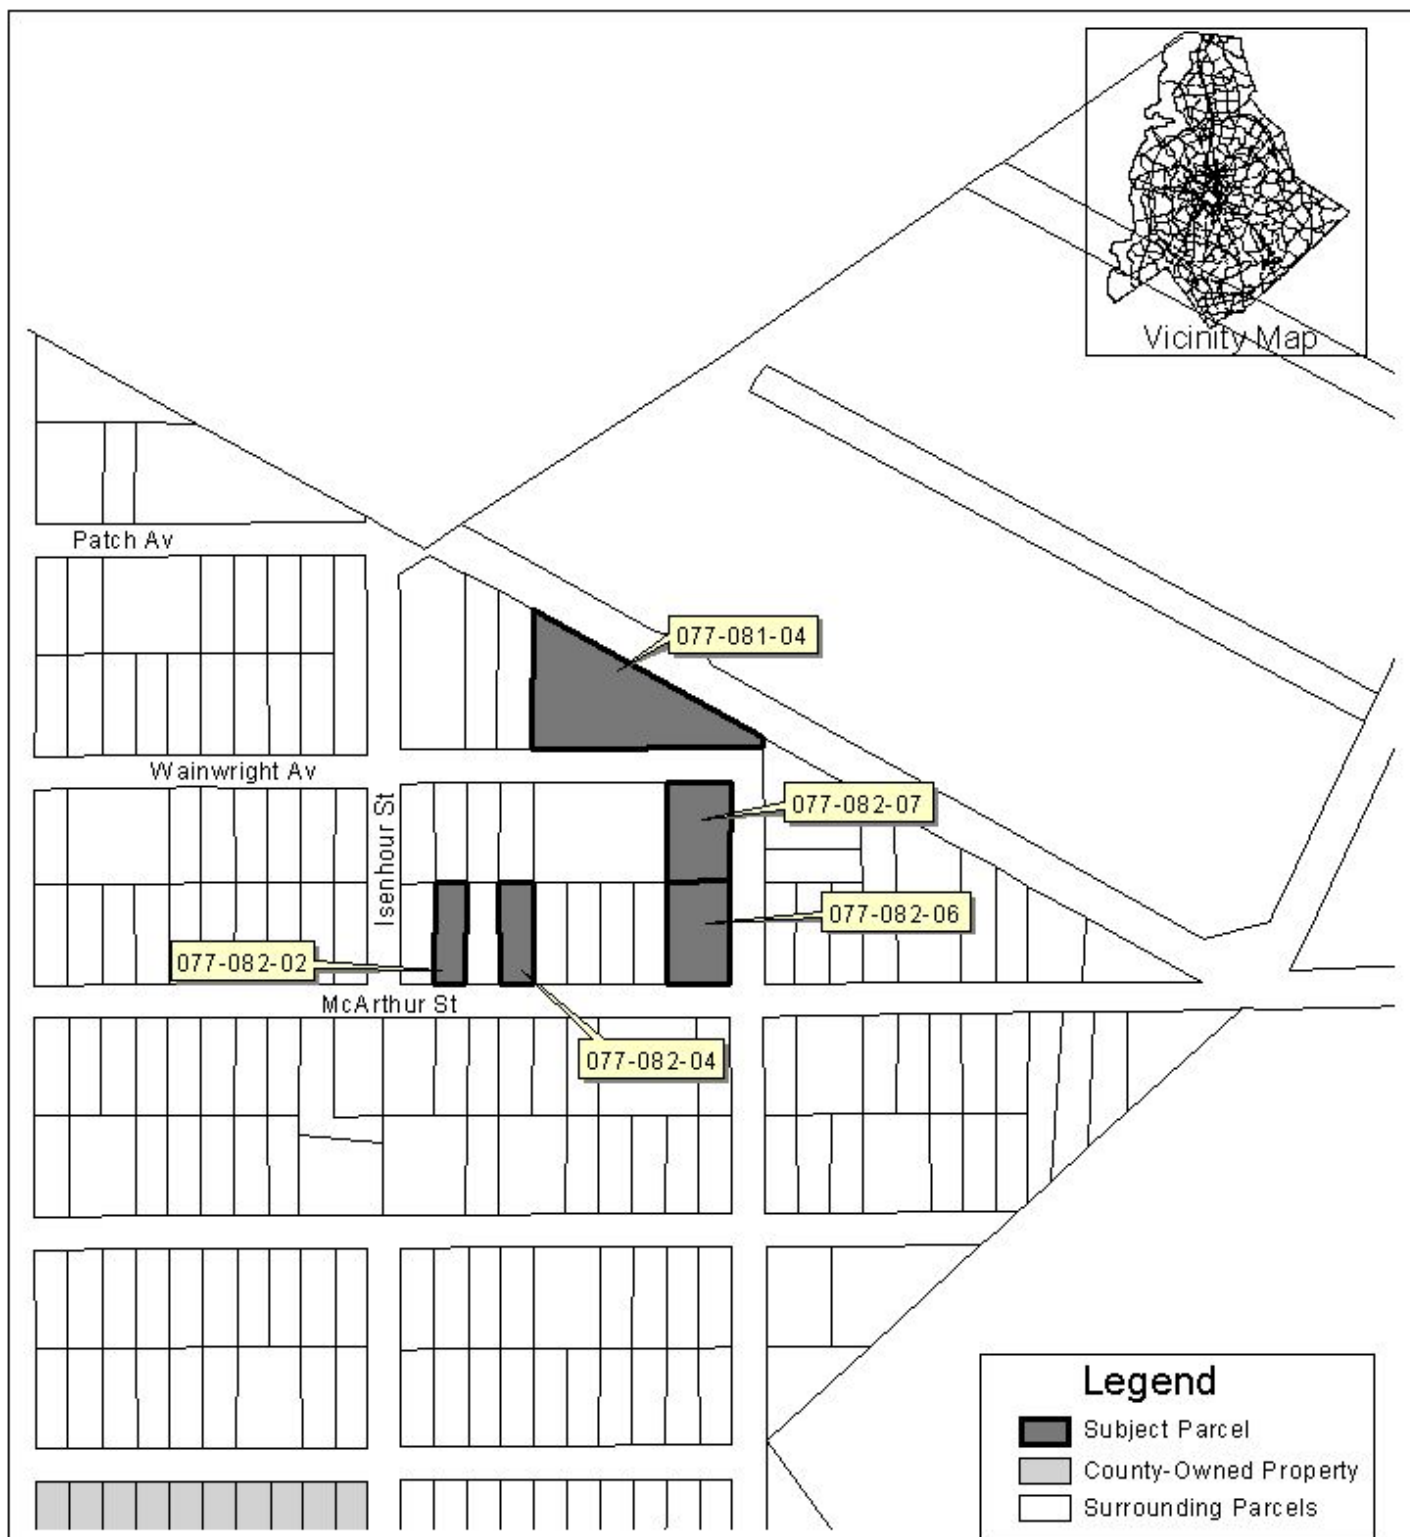 Vicinity Map
Patch Av
077-081-04
Wainwright Av
077-082-07
Isenhour St
077-082-06
077-082-02
McArthur St
077-082-04
Legend
Subject Parcel
County-Owned Property
Surrounding Parcels